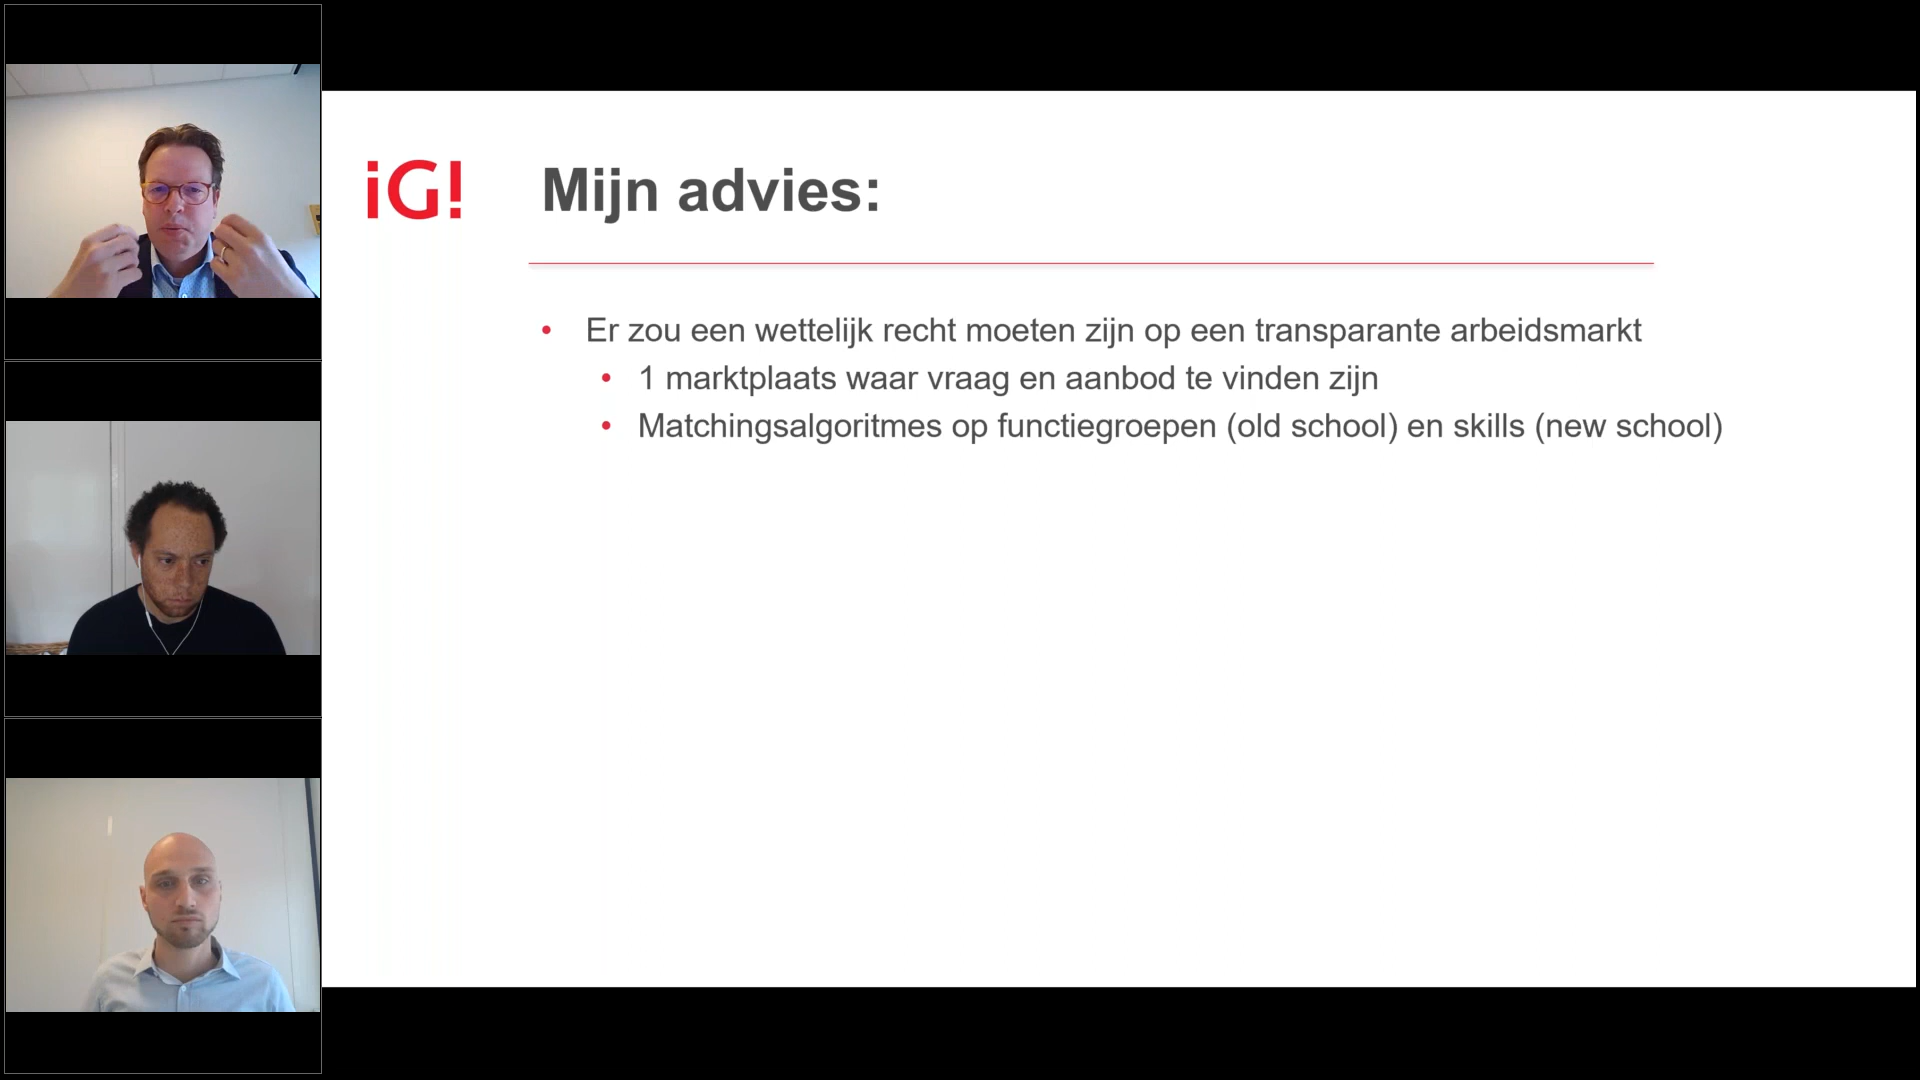 iG!
Mijn advies:
• Er zou een wettelijk recht moeten zijn op een transparante arbeidsmarkt
• 1 marktplaats waar vraag en aanbod te vinden zijn
• Matchingsalgoritmes op functiegroepen (old school) en skills (new school)